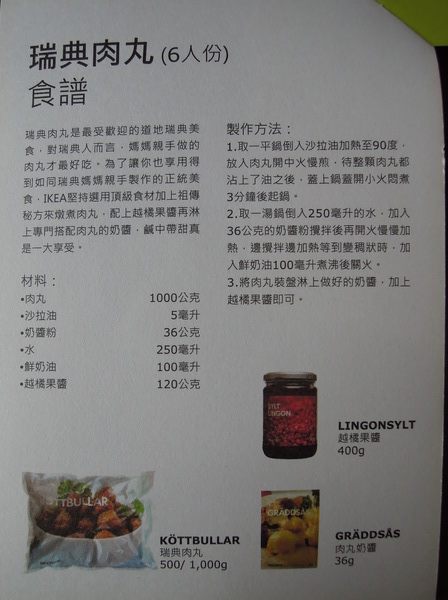 瑞典肉丸 (6人份)
食譜
瑞典肉丸是最受歡迎的道地瑞典美
食，對瑞典人而言，媽媽親手做的
肉丸才最好吃。為了讓你也享用得
到如同瑞典媽媽親手製作的正統美
食，IKEA堅持選用頂級食材加上祖傳
秘方來燉煮肉丸，配上越橘果醬再淋
上專門搭配肉丸的奶醬，鹹中帶甜真
是一大享受。
材料：
•肉丸 1000公克
•沙拉油 5毫升
•奶醬粉 36公克
•水 250毫升
•鮮奶油 100毫升
•越橘果醬 120公克
製作方法：
1.取一平鍋倒入沙拉油加熱至90度，
放入肉丸開中火慢煎，待整顆肉丸都
沾上了油之後，蓋上鍋蓋開小火悶煮
3分鐘後起鍋。
2.取一湯鍋倒入250毫升的水，加入
36公克的奶醬粉攪拌後再開火慢慢加
熱，邊攪拌邊加熱等到變稠狀時，加
入鮮奶油100毫升煮沸後關火。
3.將肉丸裝盤淋上做好的奶醬，加上
越橘果醬即可。
SYLT
LINGON
LINGONSYLT
越橘果醬
400g
KÖTTBULLAR
KÖTTBULLAR
瑞典肉丸
500/ 1,000g
GRÄDDSÅS
GRÄDDSÅS
肉丸奶醬
36g